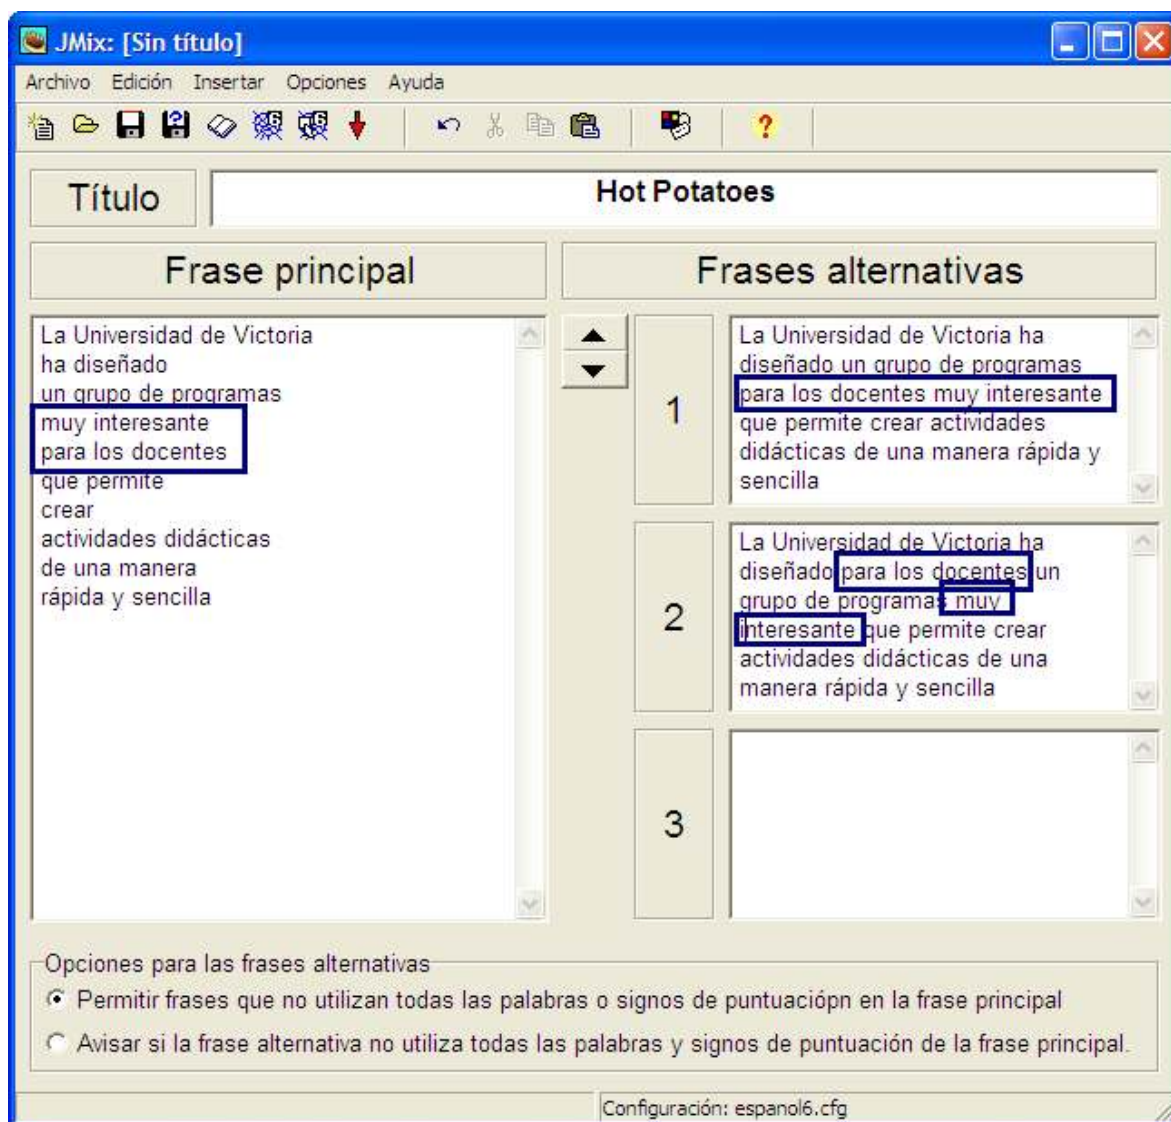 JMix: [Sin título]
Archivo Edición Insertar Opciones Ayuda
Título
Hot Potatoes
Frase principal
Frases alternativas
La Universidad de Victoria
ha diseñado
un grupo de programas
muy interesante
para los docentes
que permite
crear
actividades didácticas
de una manera
rápida y sencilla
1
La Universidad de Victoria ha
diseñado un grupo de programas
para los docentes muy interesante
que permite crear actividades
didácticas de una manera rápida y
sencilla
2
La Universidad de Victoria ha
diseñado para los docentes un
grupo de programas muy
interesante que permite crear
actividades didácticas de una
manera rápida y sencilla
3
Opciones para las frases alternativas
Permitir frases que no utilizan todas las palabras o signos de puntuaciópn en la frase principal
Avisar si la frase alternativa no utiliza todas las palabras y signos de puntuación de la frase principal.
Configuración: espanol6.cfg